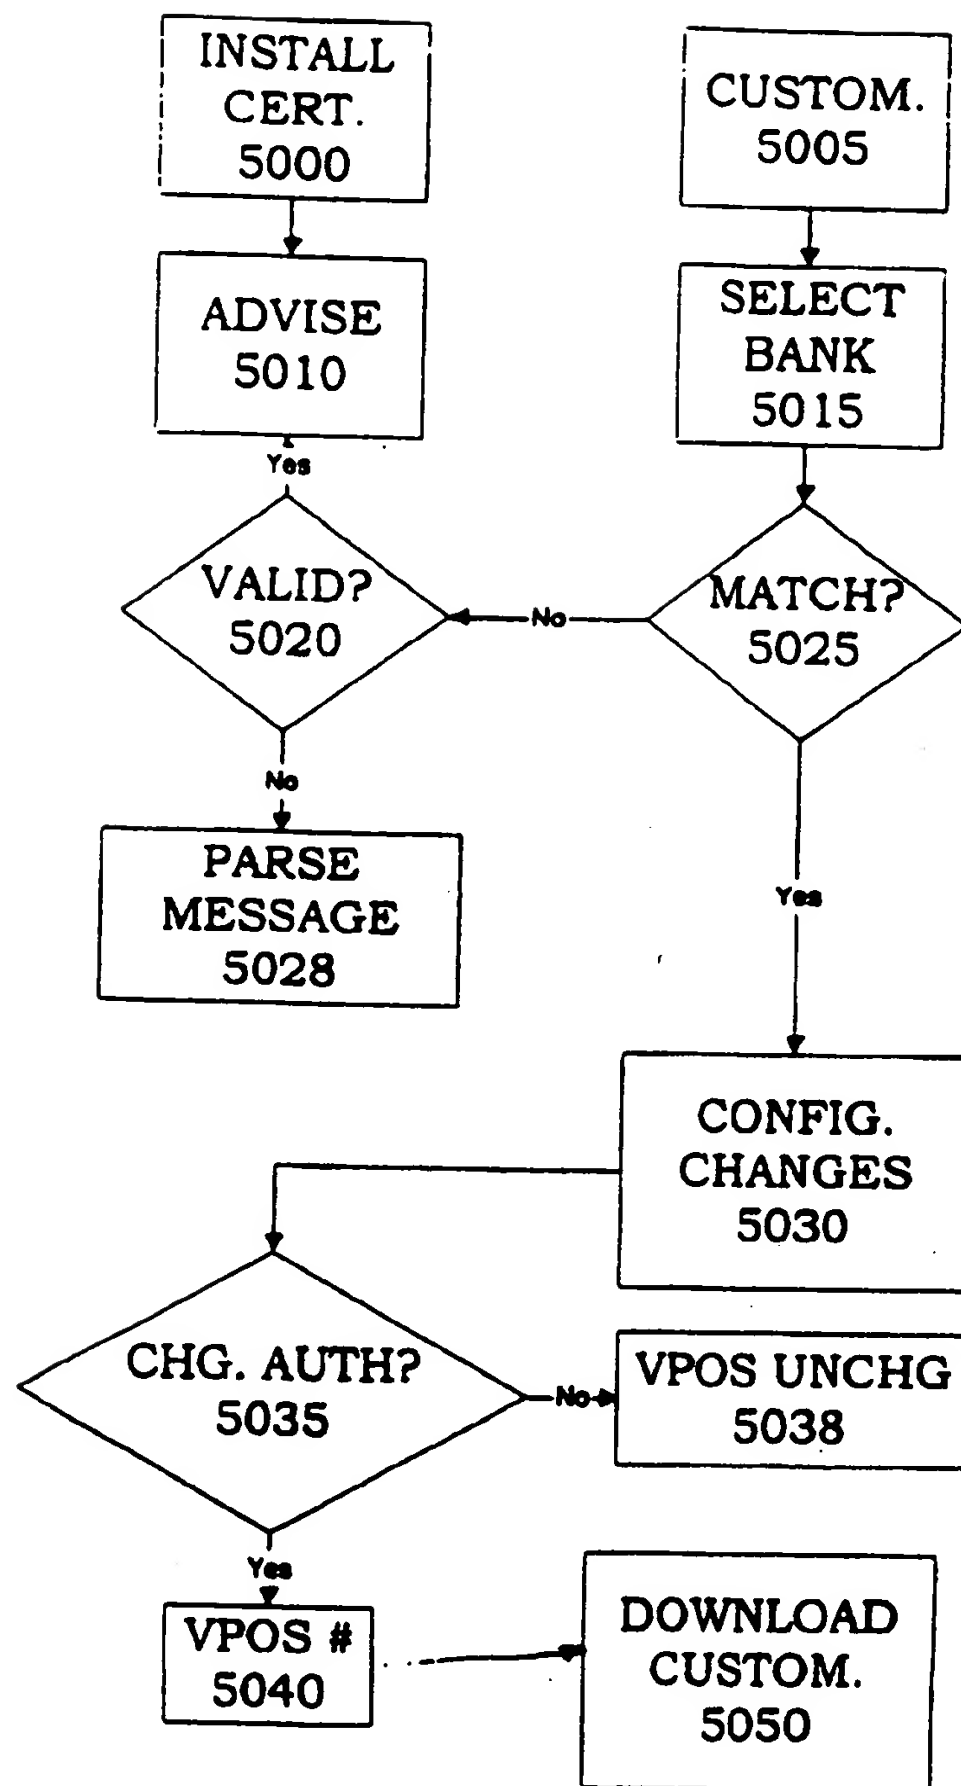 INSTALL
CERT.
5000
CUSTOM.
5005
ADVISE
5010
SELECT
BANK
5015
Yes
VALID?
5020
No
MATCH?
5025
No
PARSE
MESSAGE
5028
Yes
CONFIG.
CHANGES
5030
CHG. AUTH?
5035
No
VPOS UNCHG
5038
Yes
VPOS #
5040
DOWNLOAD
CUSTOM.
5050